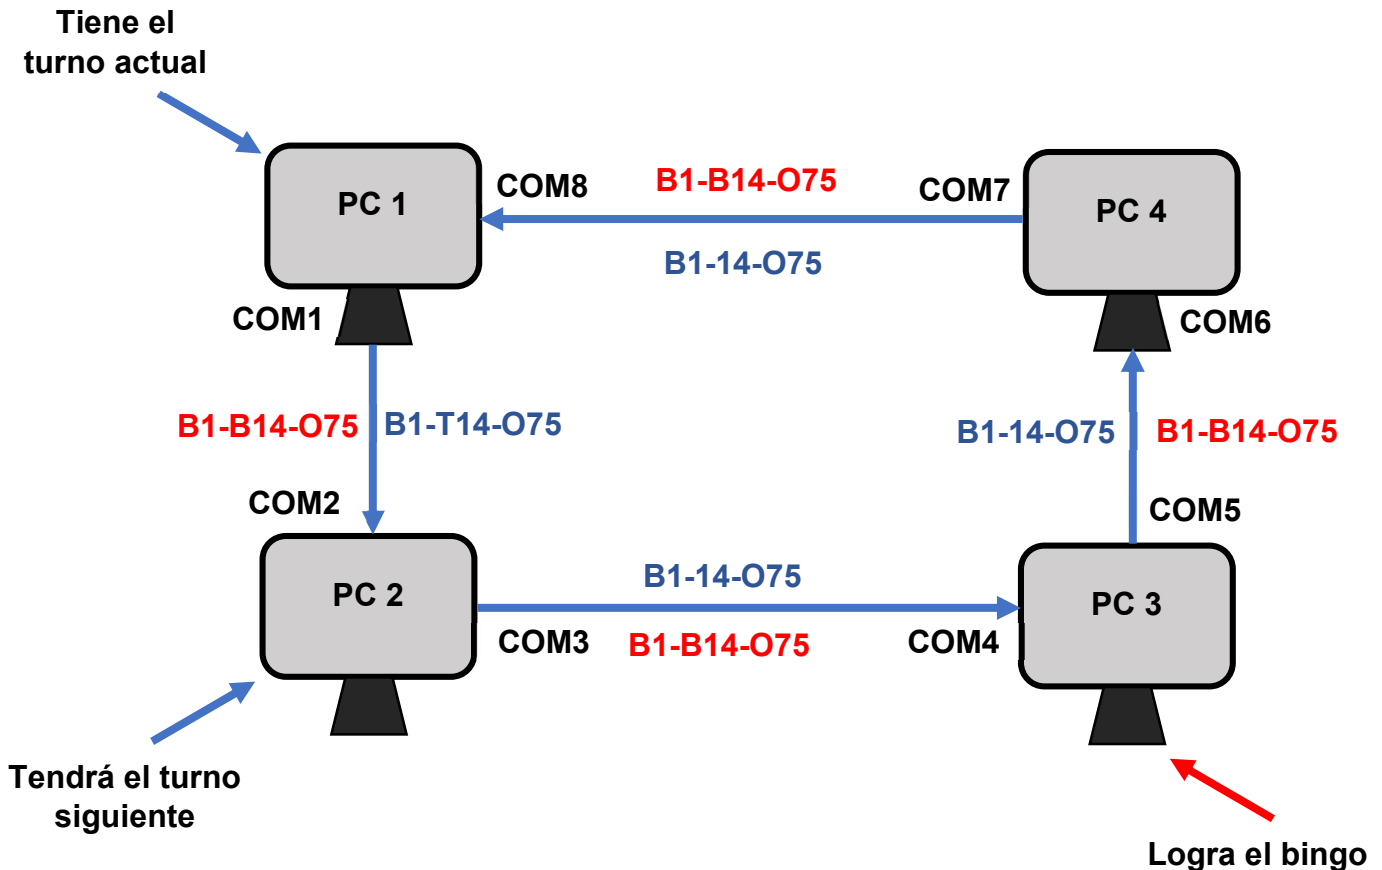 Tiene el
turno actual
PC 1
COM8
B1-B14-O75
COM7
PC 4
B1-14-O75
COM1
COM6
B1-B14-O75
B1-T14-O75
B1-14-O75
B1-B14-O75
COM2
COM5
PC 2
B1-14-O75
PC 3
COM3
B1-B14-O75
COM4
Tendrá el turno
siguiente
Logra el bingo